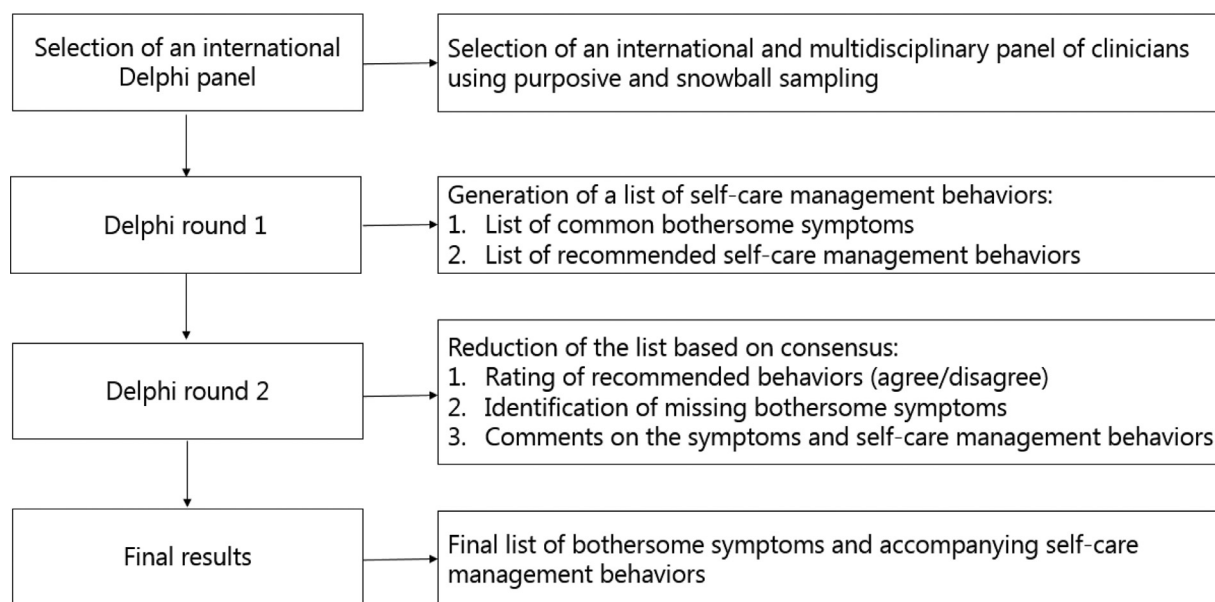 Selection of an international
Delphi panel
Selection of an international and multidisciplinary panel of clinicians
using purposive and snowball sampling
Delphi round 1
Generation of a list of self-care management behaviors:
1. List of common bothersome symptoms
2. List of recommended self-care management behaviors
Delphi round 2
Reduction of the list based on consensus:
1. Rating of recommended behaviors (agree/disagree)
2. Identification of missing bothersome symptoms
3. Comments on the symptoms and self-care management behaviors
Final results
Final list of bothersome symptoms and accompanying self-care
management behaviors